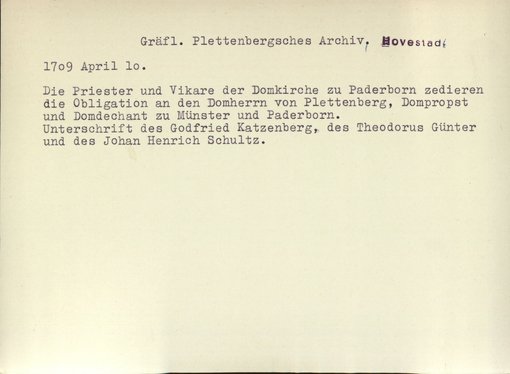 Gräfl. Plettenbergsches Archiv, Hovestadt
1709 April lo.
Die Priester und Vikare der Domkirche zu Paderborn zedieren
die Obligation an den Domherrn von Plettenberg, Dompropst
und Domdechant zu Münster und Paderborn.
Unterschrift des Godfried Katzenberg, des Theodorus Günter
und des Johan Henrich Schultz.